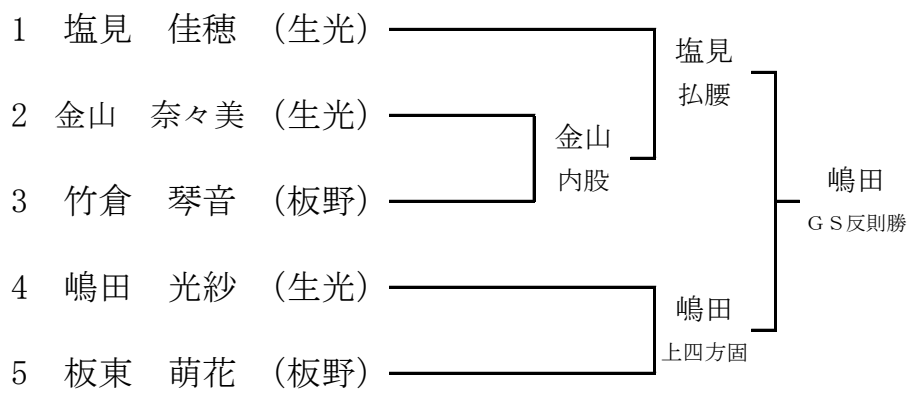 1 塩見 佳穂 (生光)
塩見
払腰
2 金山 奈々美 (生光)
金山
内股
3 竹倉 琴音 (板野)
嶋田
GS反則勝
4 嶋田 光紗 (生光)
嶋田
上四方固
5 板東 萌花 (板野)